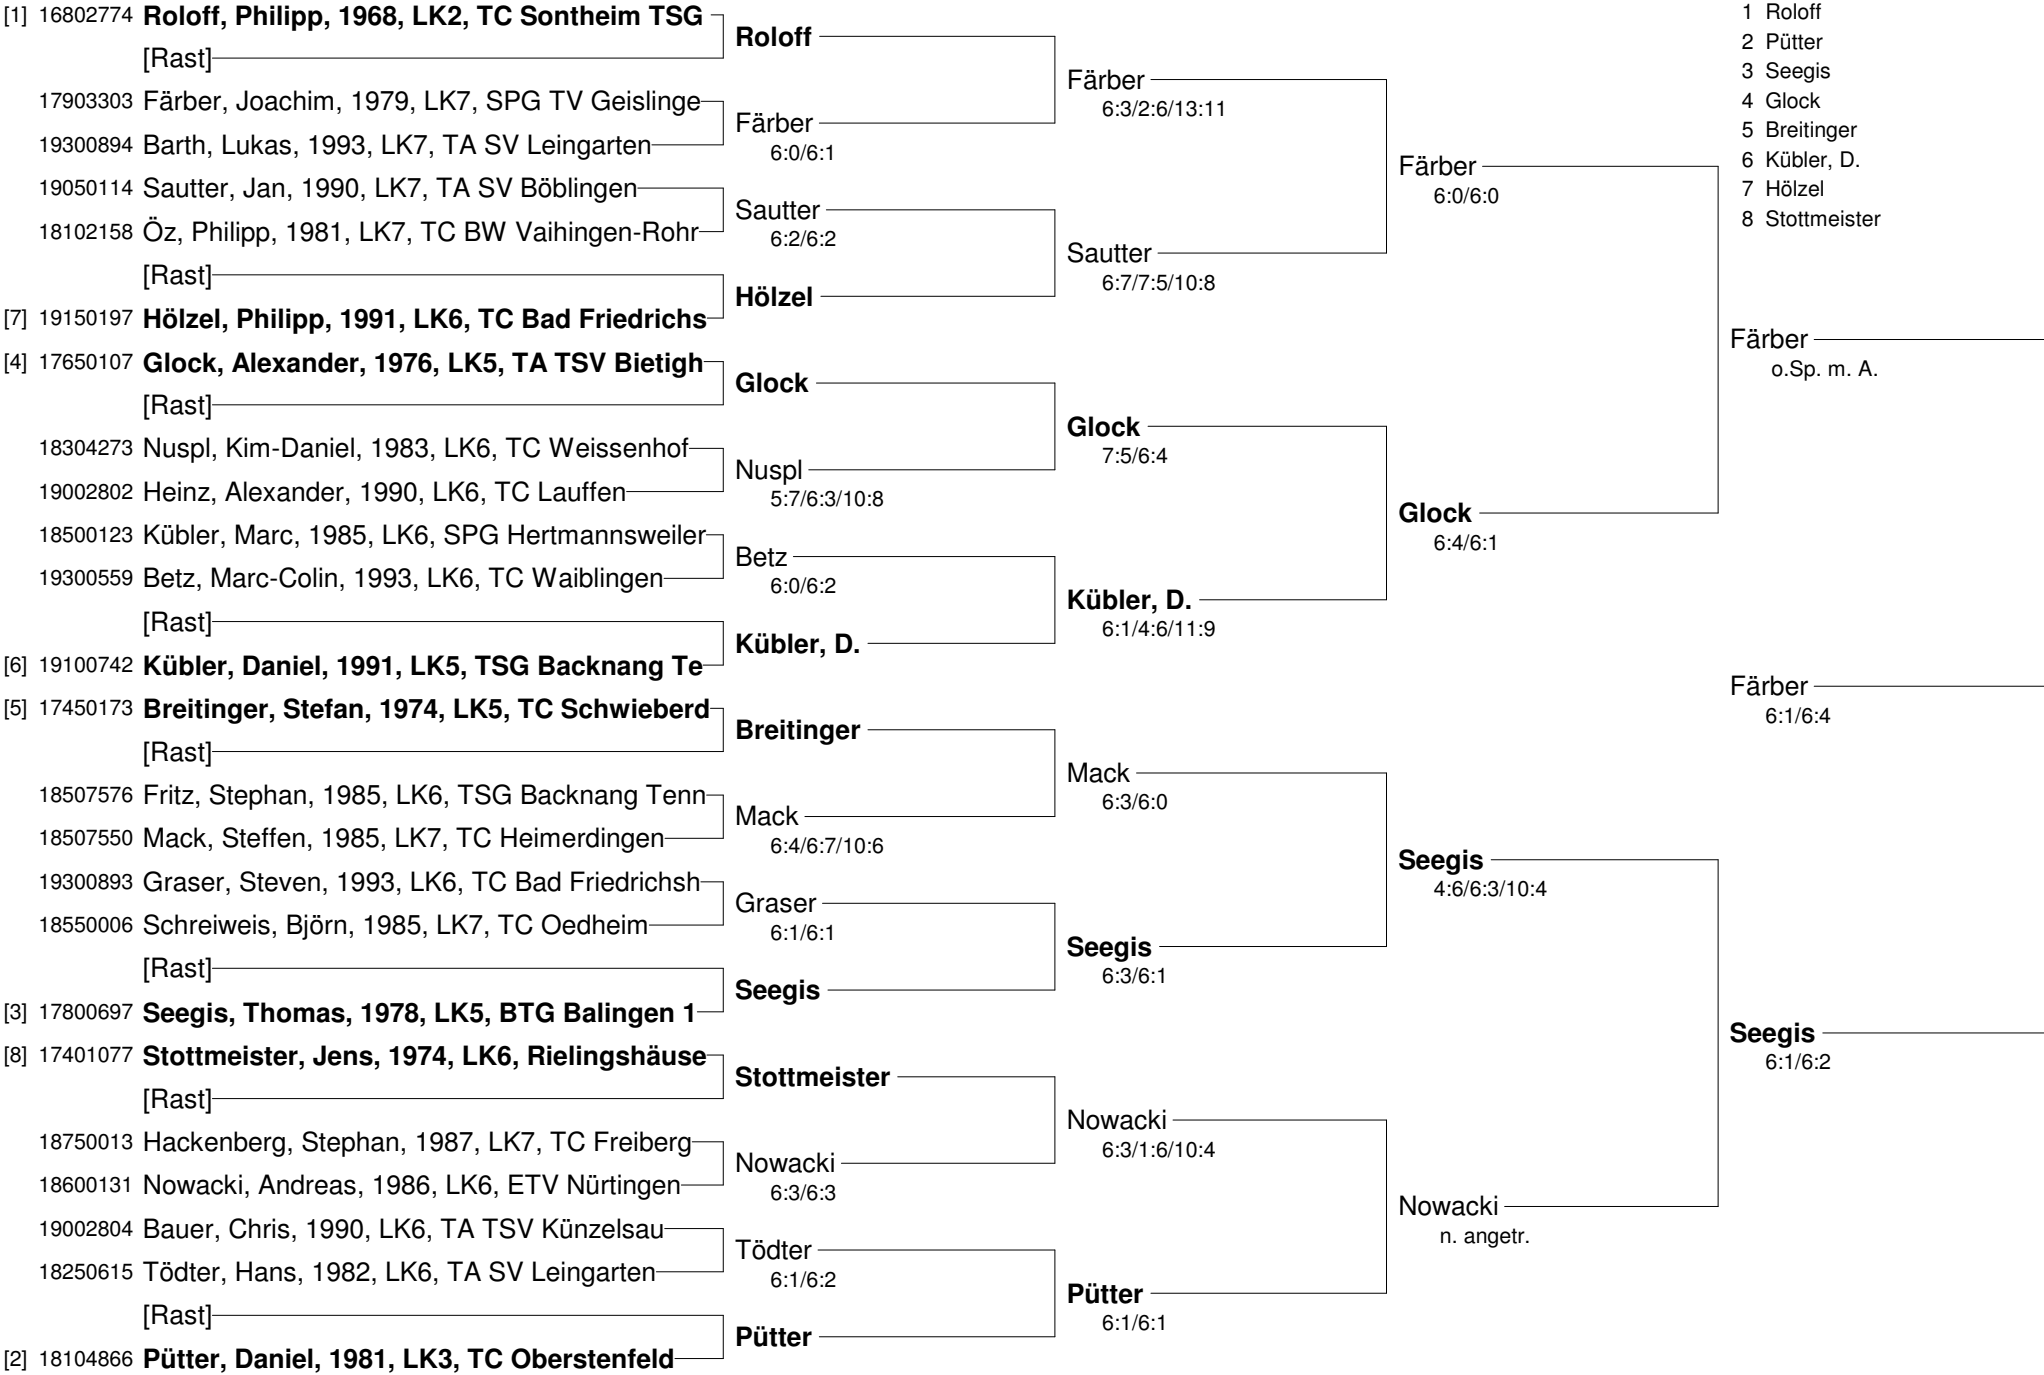 [1] 16802774 Roloff, Philipp, 1968, LK2, TC Sontheim TSG
[Rast]
17903303 Färber, Joachim, 1979, LK7, SPG TV Geislinge
19300894 Barth, Lukas, 1993, LK7, TA SV Leingarten
19050114 Sautter, Jan, 1990, LK7, TA SV Böblingen
18102158 Öz, Philipp, 1981, LK7, TC BW Vaihingen-Rohr
[Rast]
[7] 19150197 Hölzel, Philipp, 1991, LK6, TC Bad Friedrichs
[4] 17650107 Glock, Alexander, 1976, LK5, TA TSV Bietigh
[Rast]
18304273 Nuspl, Kim-Daniel, 1983, LK6, TC Weissenhof
19002802 Heinz, Alexander, 1990, LK6, TC Lauffen
18500123 Kübler, Marc, 1985, LK6, SPG Hertmannsweiler
19300559 Betz, Marc-Colin, 1993, LK6, TC Waiblingen
[Rast]
[6] 19100742 Kübler, Daniel, 1991, LK5, TSG Backnang Te
[5] 17450173 Breitinger, Stefan, 1974, LK5, TC Schwieberd
[Rast]
18507576 Fritz, Stephan, 1985, LK6, TSG Backnang Tenn
18507550 Mack, Steffen, 1985, LK7, TC Heimerdingen
19300893 Graser, Steven, 1993, LK6, TC Bad Friedrichsh
18550006 Schreiweis, Björn, 1985, LK7, TC Oedheim
[Rast]
[3] 17800697 Seegis, Thomas, 1978, LK5, BTG Balingen 1
[8] 17401077 Stottmeister, Jens, 1974, LK6, Rielingshäuse
[Rast]
18750013 Hackenberg, Stephan, 1987, LK7, TC Freiberg
18600131 Nowacki, Andreas, 1986, LK6, ETV Nürtingen
19002804 Bauer, Chris, 1990, LK6, TA TSV Künzelsau
18250615 Tödter, Hans, 1982, LK6, TA SV Leingarten
[Rast]
[2] 18104866 Pütter, Daniel, 1981, LK3, TC Oberstenfeld
Roloff
Färber
6:0/6:1
Sautter
6:2/6:2
Hölzel
Glock
Nuspl
5:7/6:3/10:8
Betz
6:0/6:2
Kübler, D.
Breitinger
Mack
6:4/6:7/10:6
Graser
6:1/6:1
Seegis
Stottmeister
Nowacki
6:3/6:3
Tödter
6:1/6:2
Pütter
Färber
6:3/2:6/13:11
Sautter
6:7/7:5/10:8
Glock
7:5/6:4
Kübler, D.
6:1/4:6/11:9
Mack
6:3/6:0
Seegis
6:3/6:1
Nowacki
6:3/1:6/10:4
Pütter
6:1/6:1
Färber
6:0/6:0
Glock
6:4/6:1
Seegis
4:6/6:3/10:4
Nowacki
n. angetr.
1 Roloff
2 Pütter
3 Seegis
4 Glock
5 Breitinger
6 Kübler, D.
7 Hölzel
8 Stottmeister
Färber
o.Sp. m. A.
Färber
6:1/6:4
Seegis
6:1/6:2